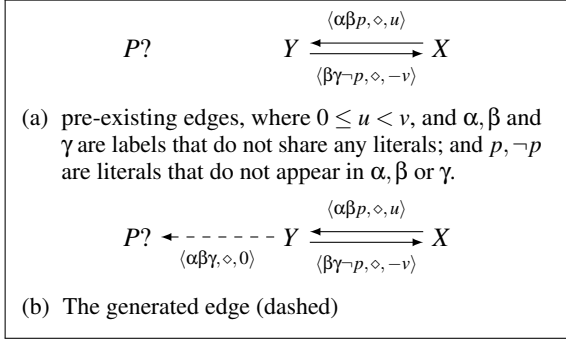 ⟨αβp, ⋄, u⟩
P? Y X
⟨βγ¬p, ⋄, −v⟩
(a) pre-existing edges, where 0 ≤ u < v, and α, β and
γ are labels that do not share any literals; and p, ¬p
are literals that do not appear in α, β or γ.
⟨αβp, ⋄, u⟩
P? Y X
⟨αβγ, ⋄, 0⟩ ⟨βγ¬p, ⋄, −v⟩
(b) The generated edge (dashed)